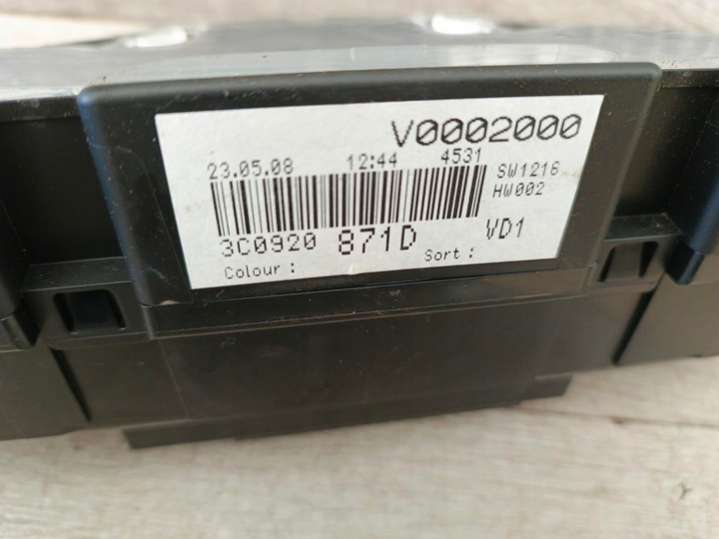 V0002000
23.05.08 12:44 4531 SW1216
HW002
3C0920 871D VD1
Colour : Sort :